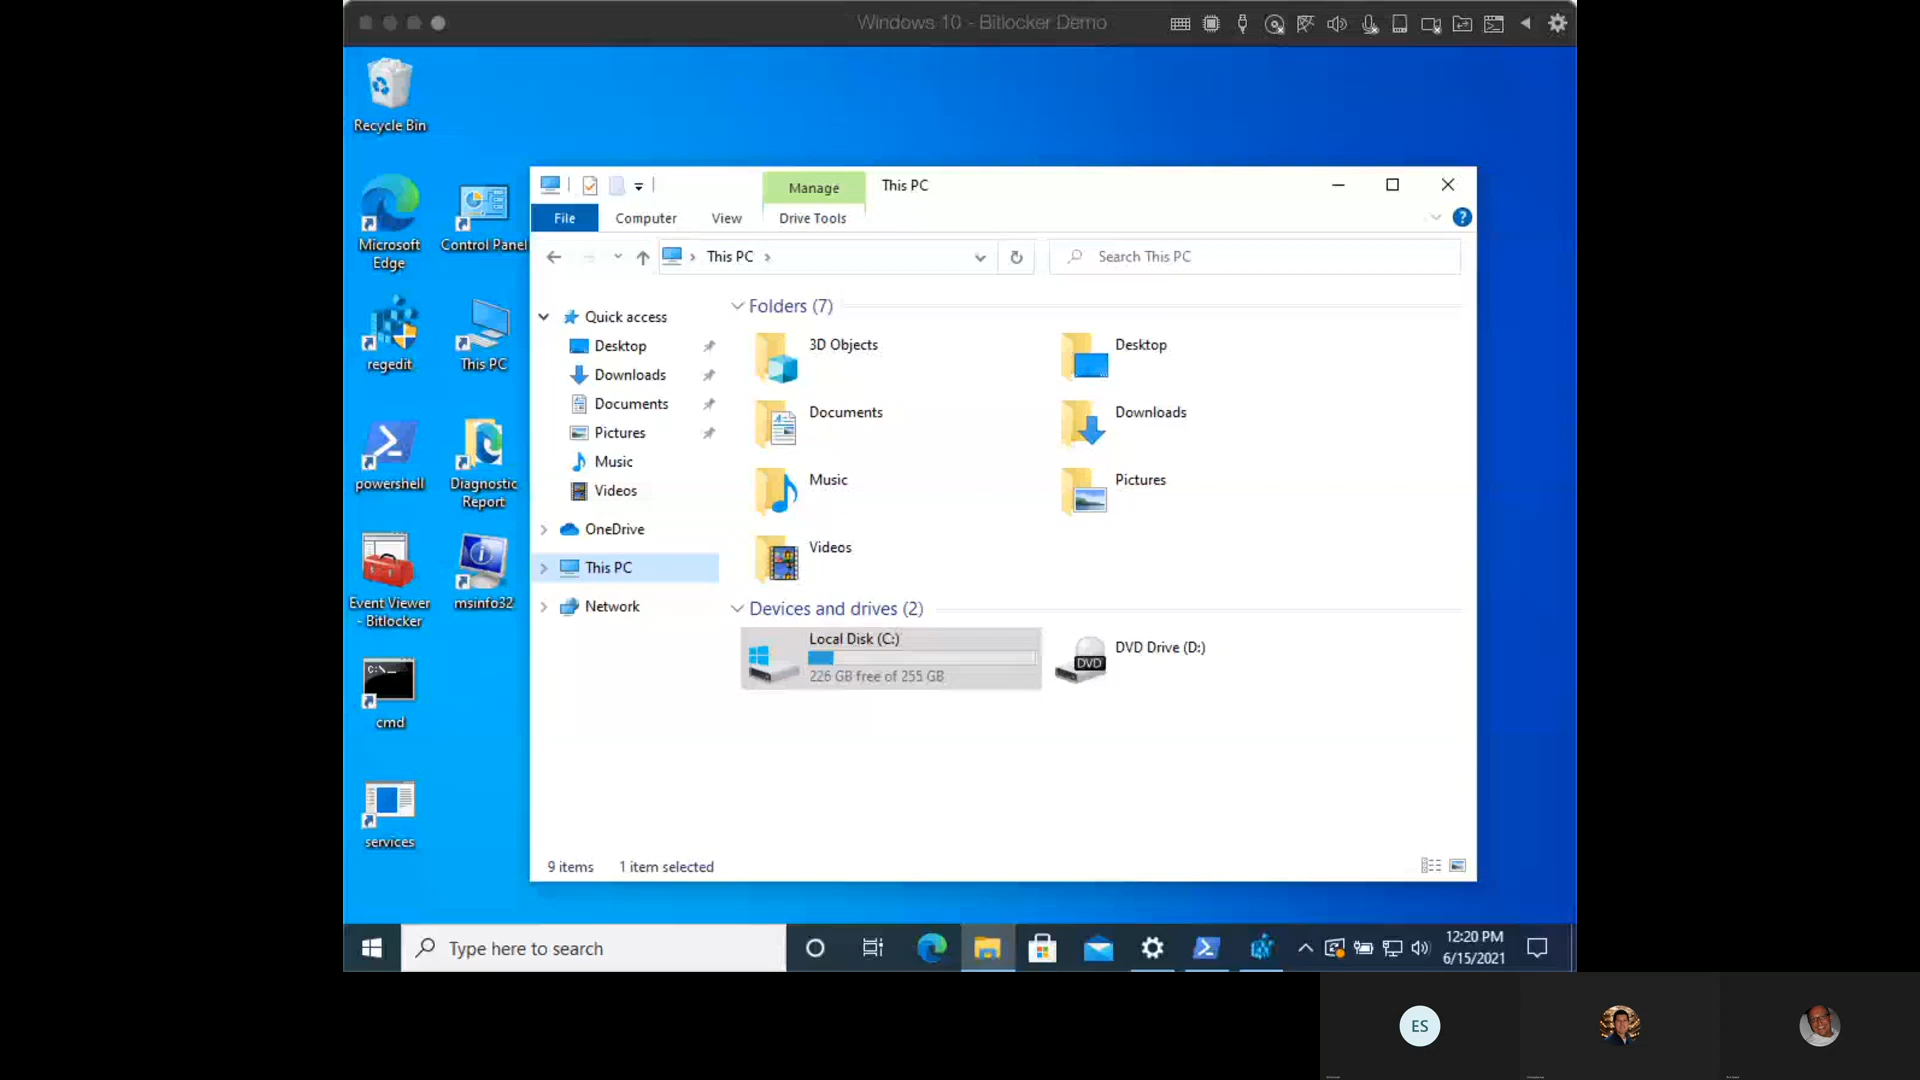 Windows 10 - Bitlocker Demo
Recycle Bin
Microsoft
Edge
Control Panel
regedit
This PC
powershell
Diagnostic
Report
Event Viewer
- Bitlocker
msinfo32
C:\
cmd
services
Manage
This PC
File
Computer
View
Drive Tools
This PC
Search This PC
Quick access
Desktop
Downloads
Documents
Pictures
Music
Videos
OneDrive
This PC
Network
Folders (7)
3D Objects
Desktop
Documents
Downloads
Music
Pictures
Videos
Devices and drives (2)
Local Disk (C:)
226 GB free of 255 GB
DVD
DVD Drive (D:)
9 items
1 item selected
Type here to search
12:20 PM
6/15/2021
ES